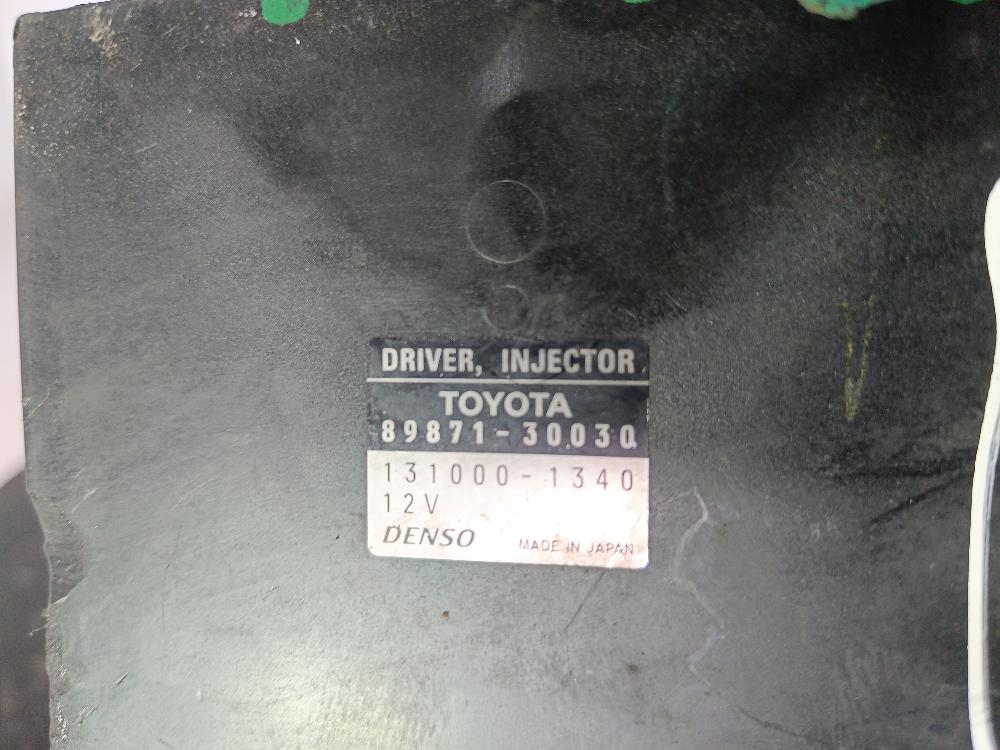 DRIVER, INJECTOR
TOYOTA
89871-30030
131000-1340
12V
DENSO MADE IN JAPAN